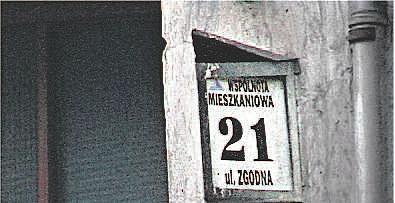 WSPÓLNOTA
MIESZKANIOWA
21
ul. ZGODNA